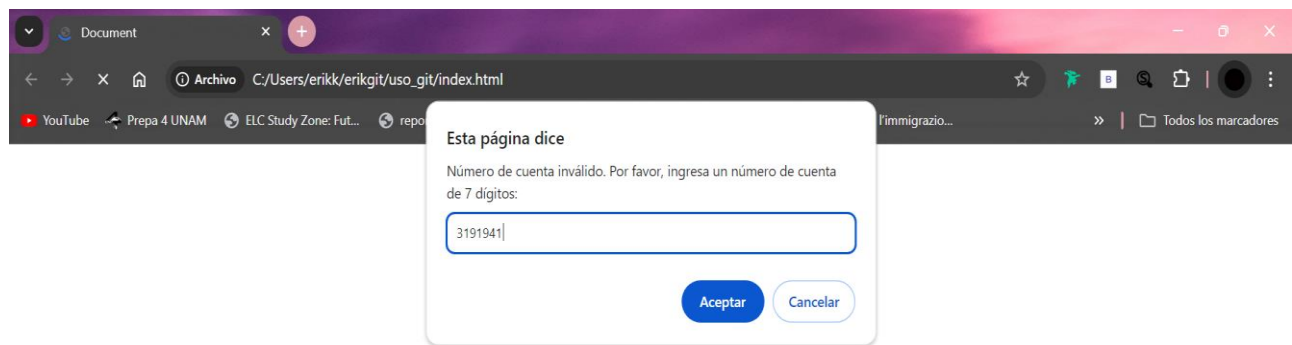 Document
Archivo C:/Users/erikk/erikgit/uso_git/index.html
YouTube Prepa 4 UNAM ELC Study Zone: Fut... repo l'immigrazio... » Todos los marcadores
Esta página dice
Número de cuenta inválido. Por favor, ingresa un número de cuenta
de 7 dígitos:
3191941
Aceptar Cancelar